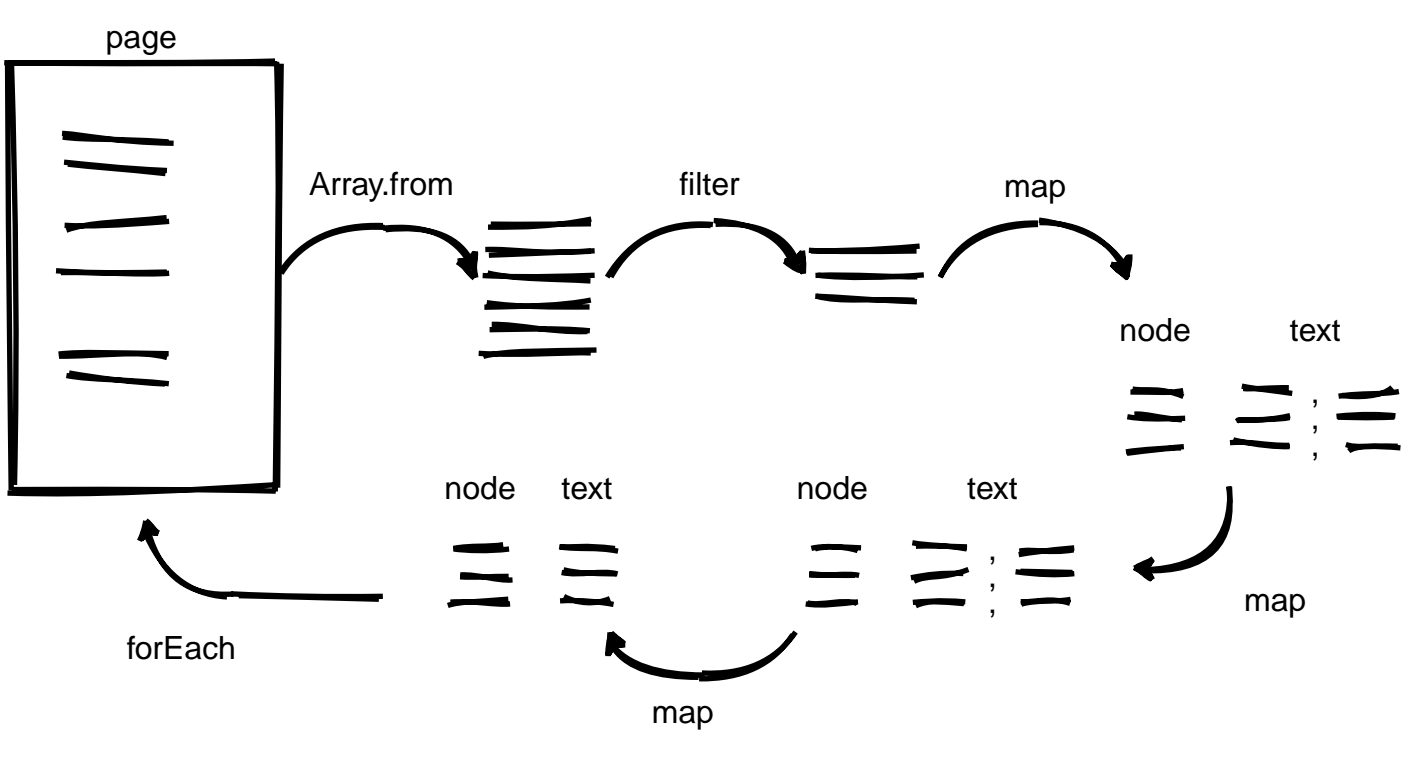 page
Array.from
filter
map
node text
,
,
,
node text
node text
,
,
,
map
forEach
map